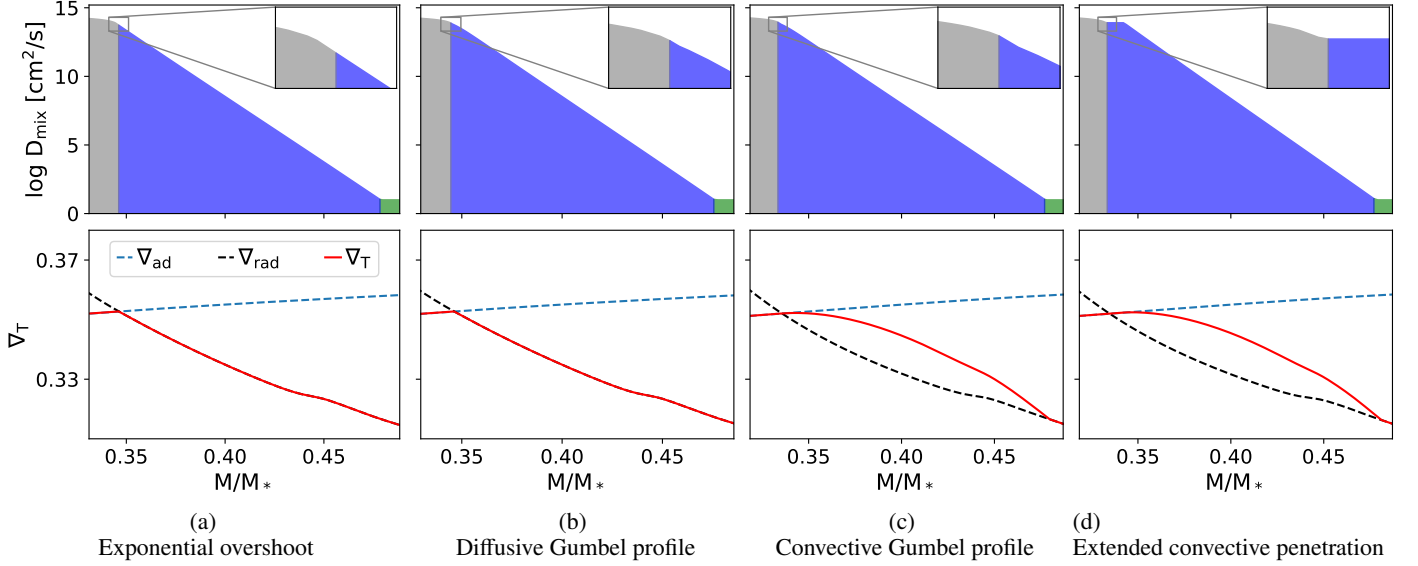 15
10
5
0
log D_mix [cm²/s]
∇_ad
∇_rad
∇_T
0.37
0.33
∇_T
0.35 0.40 0.45
0.35 0.40 0.45
0.35 0.40 0.45
0.35 0.40 0.45
M/M_*
M/M_*
M/M_*
M/M_*
(a)
Exponential overshoot
(b)
Diffusive Gumbel profile
(c)
Convective Gumbel profile
(d)
Extended convective penetration